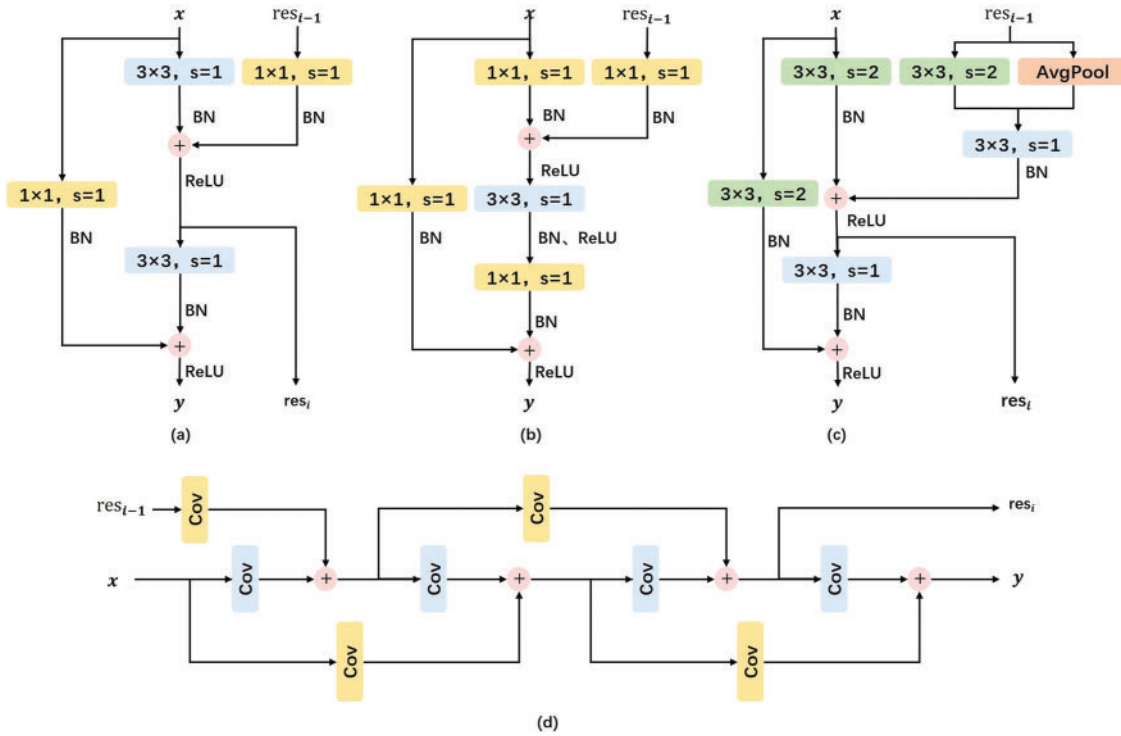 x res_{i-1}
3×3, s=1 1×1, s=1
BN BN
+
ReLU
1×1, s=1
BN
3×3, s=1
BN
+
ReLU
y res_i
(a)
x res_{i-1}
1×1, s=1 1×1, s=1
BN BN
+
ReLU
1×1, s=1 3×3, s=1
BN BN、ReLU
1×1, s=1
BN
+
ReLU
y
(b)
x res_{i-1}
3×3, s=2 3×3, s=2 AvgPool
BN
3×3, s=1
BN
3×3, s=2 +
ReLU
BN
3×3, s=1
BN
+
ReLU
y res_i
(c)
res_{i-1} Cov Cov res_i
x Cov + Cov + Cov + Cov + y
Cov Cov
(d)